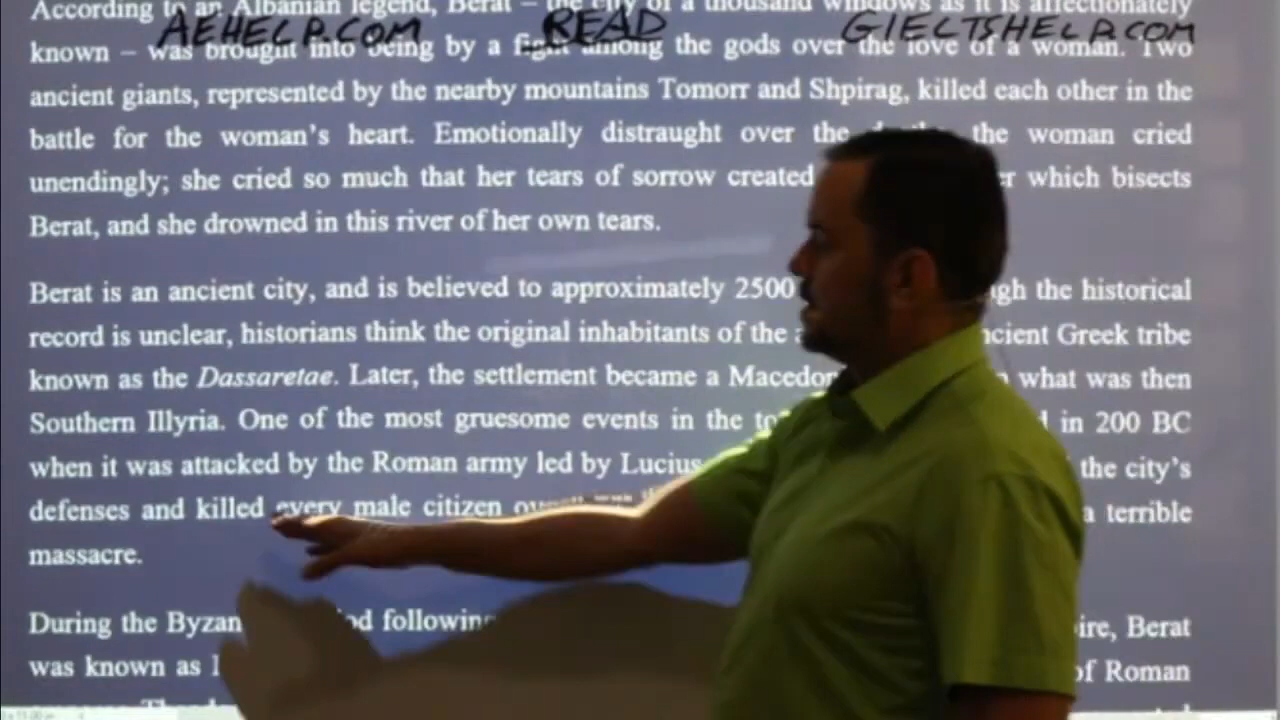 According to an Albanian legend, Berat – the city of a thousand windows as it is affectionately
AEHELP.COM READ GIELTSHELP.COM
known – was brought into being by a fight among the gods over the love of a woman. Two
ancient giants, represented by the nearby mountains Tomorr and Shpirag, killed each other in the
battle for the woman's heart. Emotionally distraught over the the woman cried
unendingly; she cried so much that her tears of sorrow created which bisects
Berat, and she drowned in this river of her own tears.
Berat is an ancient city, and is believed to approximately 2500 the historical
record is unclear, historians think the original inhabitants of the Greek tribe
known as the Dassaretae. Later, the settlement became a what was then
Southern Illyria. One of the most gruesome events in the in 200 BC
when it was attacked by the Roman army led by Lucius the city's
defenses and killed every male citizen a terrible
massacre.
During the following Berat
was known as of Roman